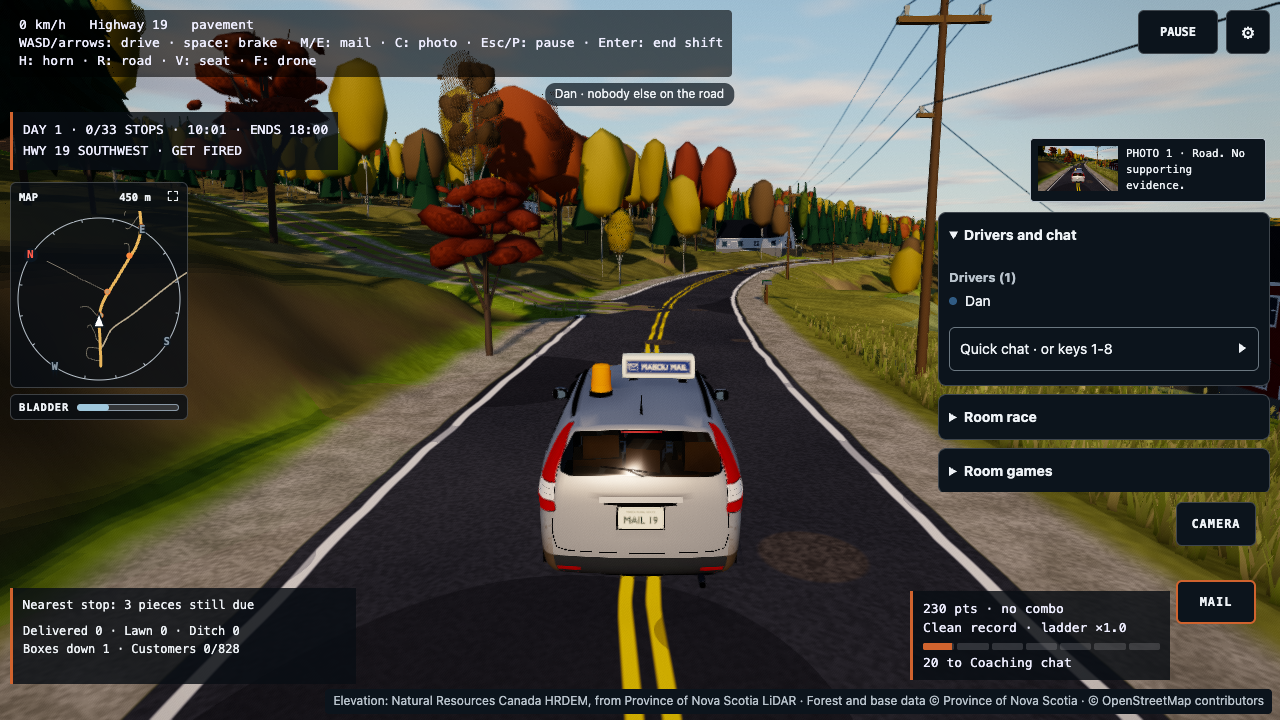 0 km/h Highway 19 pavement
WASD/arrows: drive · space: brake · M/E: mail · C: photo · Esc/P: pause · Enter: end shift
H: horn · R: road · V: seat · F: drone
PAUSE
Dan · nobody else on the road
DAY 1 · 0/33 STOPS · 10:01 · ENDS 18:00
HWY 19 SOUTHWEST · GET FIRED
PHOTO 1 · Road. No
supporting
evidence.
MAP 450 m
N
E
S
W
BLADDER
Drivers and chat
Drivers (1)
Dan
Quick chat · or keys 1-8
Room race
Room games
CAMERA
MAIL
MABOU MAIL
MAIL 19
Nearest stop: 3 pieces still due
Delivered 0 · Lawn 0 · Ditch 0
Boxes down 1 · Customers 0/828
230 pts · no combo
Clean record · ladder ×1.0
20 to Coaching chat
Elevation: Natural Resources Canada HRDEM, from Province of Nova Scotia LiDAR · Forest and base data © Province of Nova Scotia · © OpenStreetMap contributors